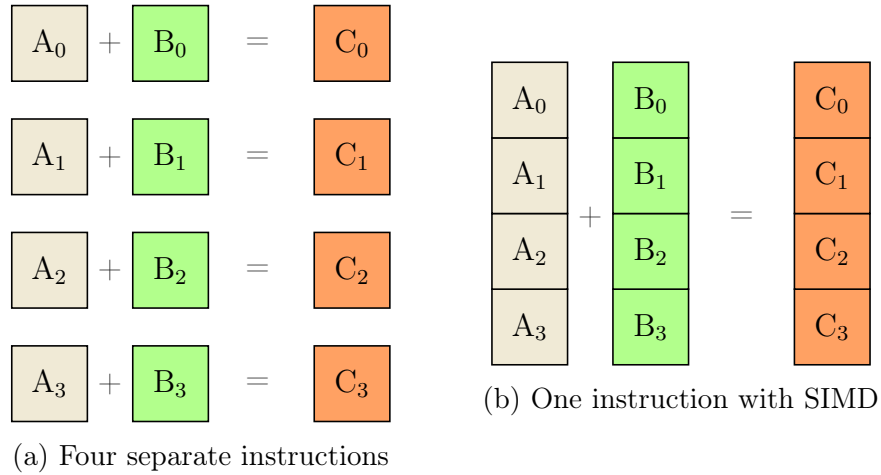 A₀ + B₀ = C₀
A₁ + B₁ = C₁
A₂ + B₂ = C₂
A₃ + B₃ = C₃
(a) Four separate instructions
A₀ B₀ C₀
A₁ B₁ C₁
+ =
A₂ B₂ C₂
A₃ B₃ C₃
(b) One instruction with SIMD